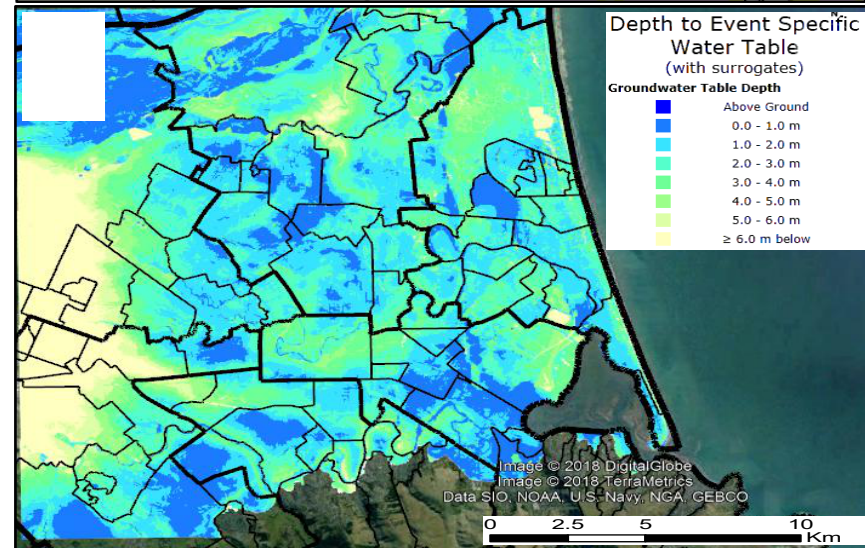 Depth to Event Specific
Water Table
(with surrogates)
Groundwater Table Depth
Above Ground
0.0 - 1.0 m
1.0 - 2.0 m
2.0 - 3.0 m
3.0 - 4.0 m
4.0 - 5.0 m
5.0 - 6.0 m
≥ 6.0 m below
Image © 2018 DigitalGlobe
Image © 2018 TerraMetrics
Data SIO, NOAA, U.S. Navy, NGA, GEBCO
0 2.5 5 10
Km